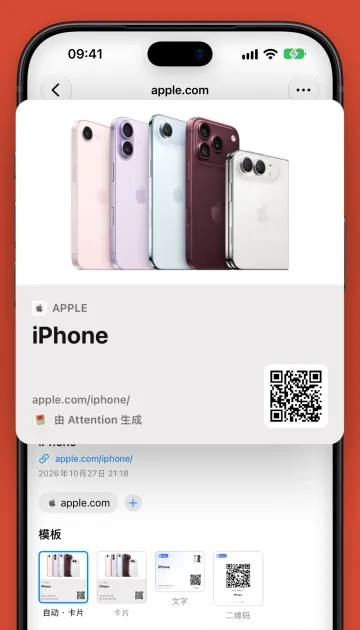 09:41
apple.com
APPLE
iPhone
apple.com/iphone/
由 Attention 生成
apple.com/iphone/
2026年10月27日 21:18
apple.com
模板
自动 · 卡片
卡片
文字
二维码